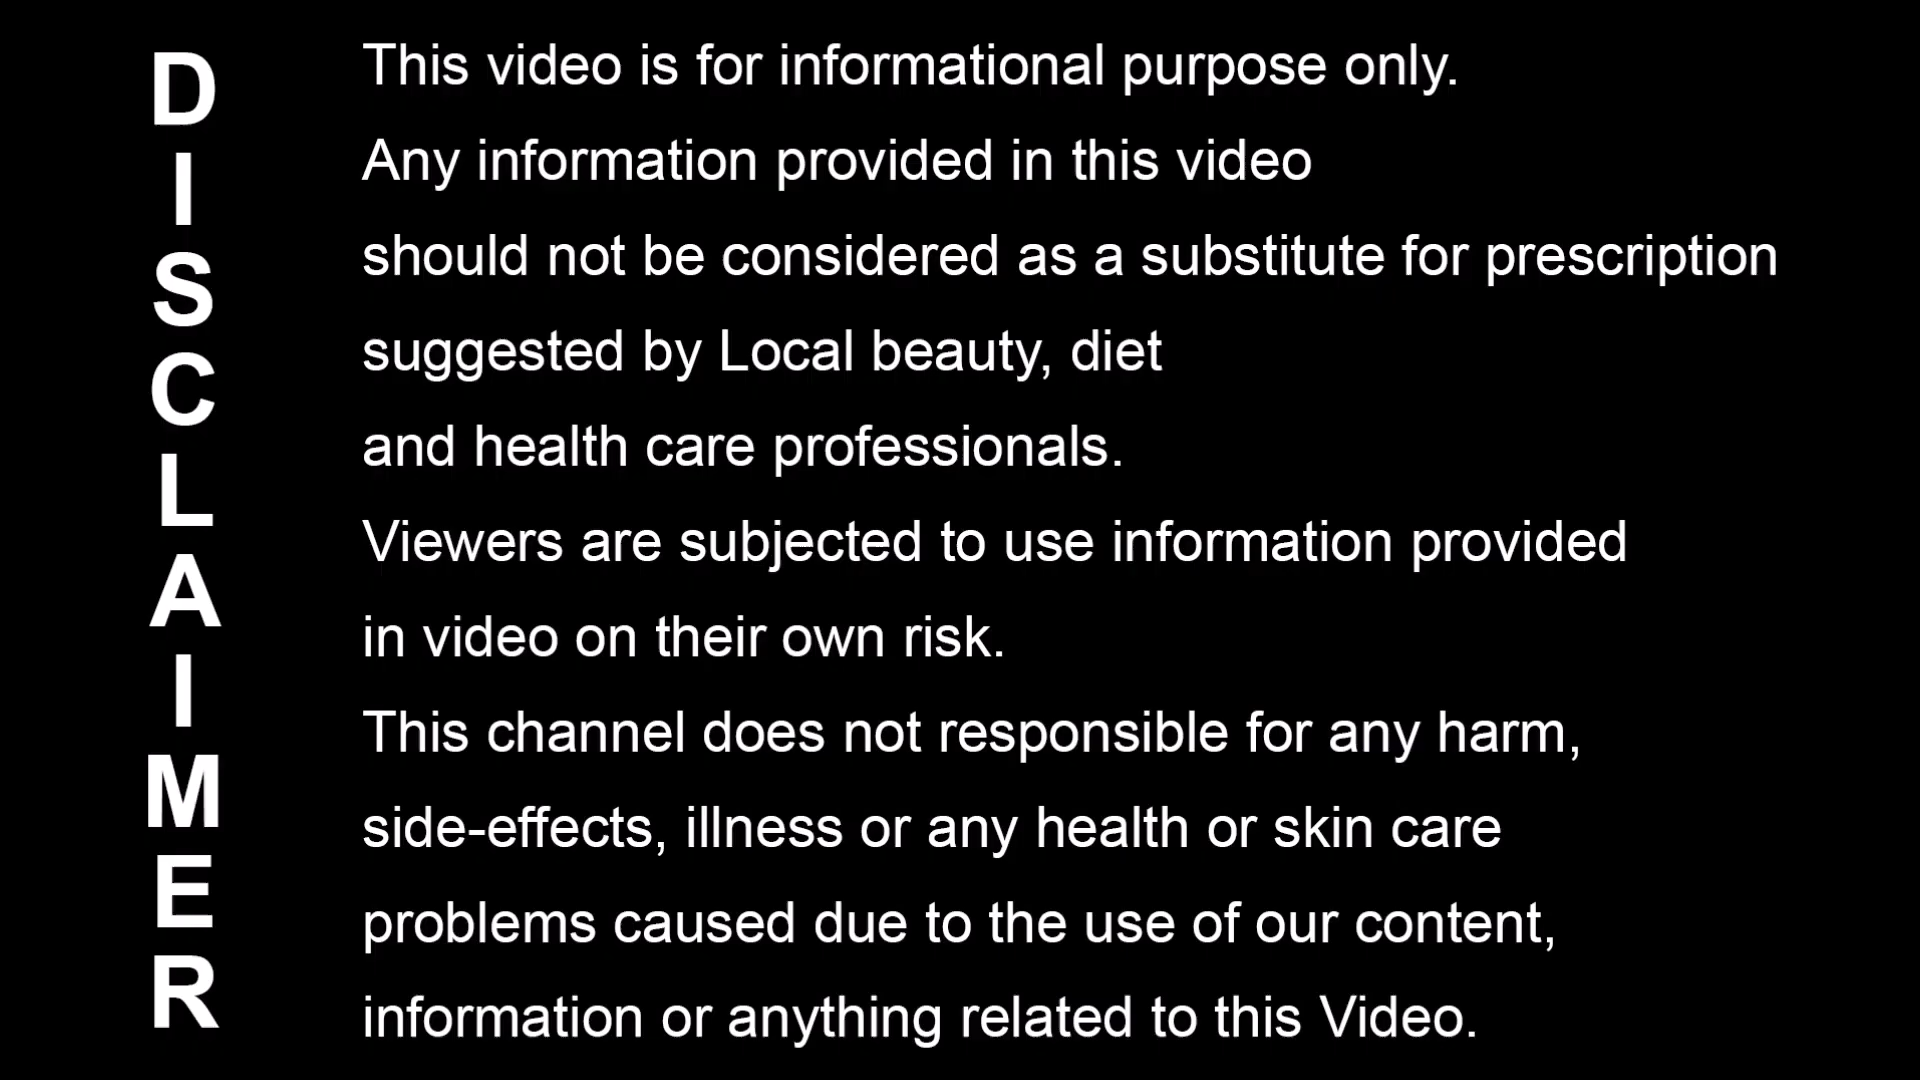 DISCLAIMER
This video is for informational purpose only.
Any information provided in this video
should not be considered as a substitute for prescription
suggested by Local beauty, diet
and health care professionals.
Viewers are subjected to use information provided
in video on their own risk.
This channel does not responsible for any harm,
side-effects, illness or any health or skin care
problems caused due to the use of our content,
information or anything related to this Video.